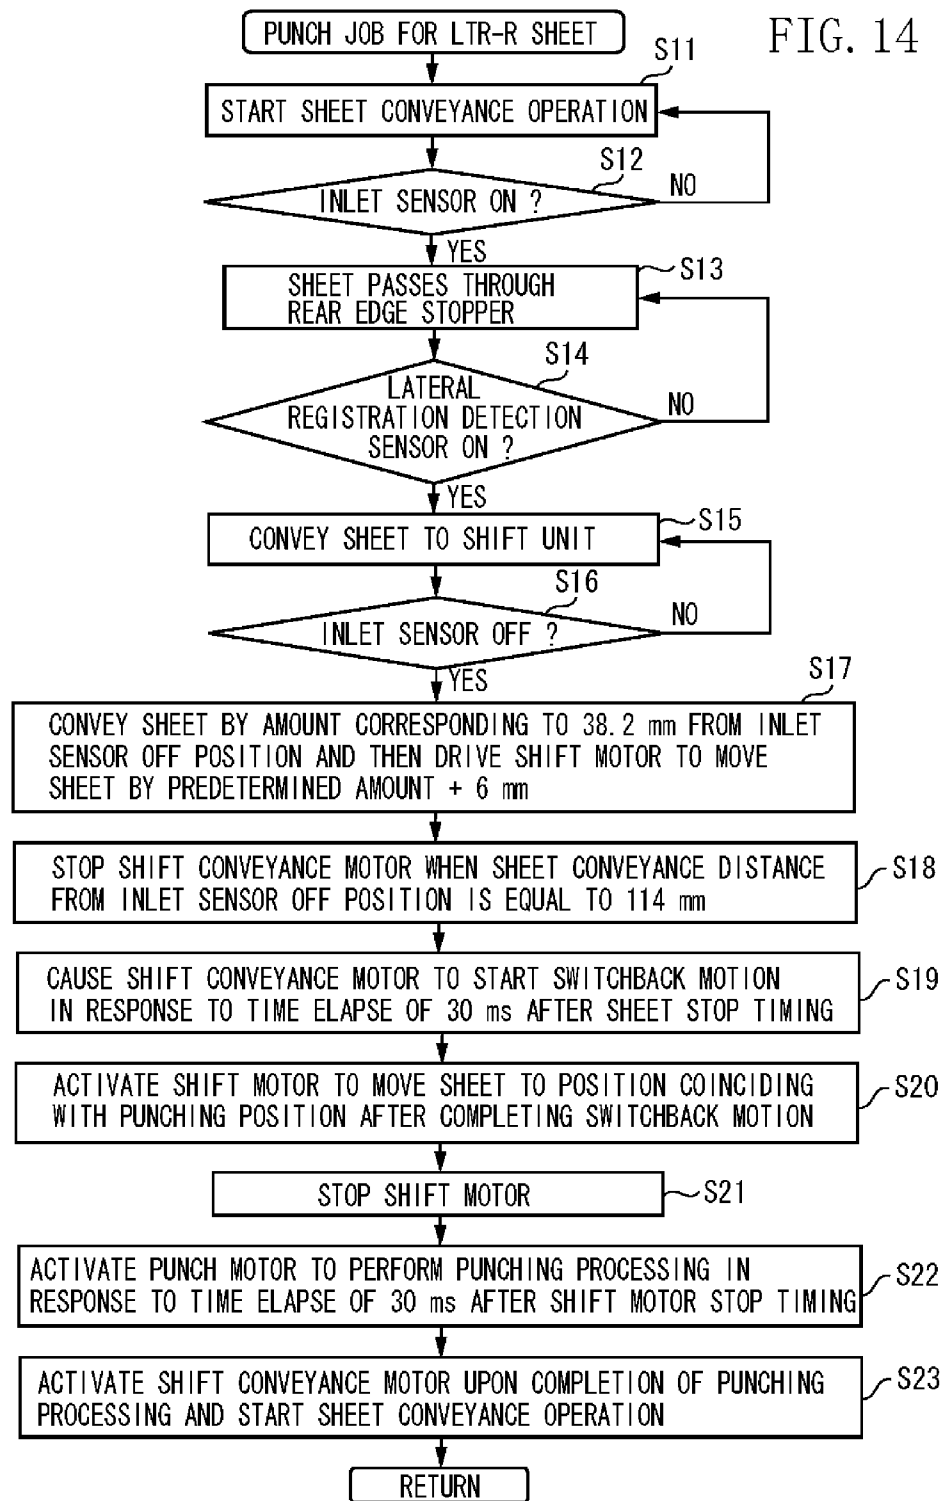 PUNCH JOB FOR LTR-R SHEET
FIG. 14
S11
START SHEET CONVEYANCE OPERATION
S12
INLET SENSOR ON ?
NO
YES
S13
SHEET PASSES THROUGH
REAR EDGE STOPPER
S14
LATERAL
REGISTRATION DETECTION
SENSOR ON ?
NO
YES
S15
CONVEY SHEET TO SHIFT UNIT
S16
INLET SENSOR OFF ?
NO
YES
S17
CONVEY SHEET BY AMOUNT CORRESPONDING TO 38.2 mm FROM INLET
SENSOR OFF POSITION AND THEN DRIVE SHIFT MOTOR TO MOVE
SHEET BY PREDETERMINED AMOUNT + 6 mm
STOP SHIFT CONVEYANCE MOTOR WHEN SHEET CONVEYANCE DISTANCE
FROM INLET SENSOR OFF POSITION IS EQUAL TO 114 mm
S18
CAUSE SHIFT CONVEYANCE MOTOR TO START SWITCHBACK MOTION
IN RESPONSE TO TIME ELAPSE OF 30 ms AFTER SHEET STOP TIMING
S19
ACTIVATE SHIFT MOTOR TO MOVE SHEET TO POSITION COINCIDING
WITH PUNCHING POSITION AFTER COMPLETING SWITCHBACK MOTION
S20
STOP SHIFT MOTOR
S21
ACTIVATE PUNCH MOTOR TO PERFORM PUNCHING PROCESSING IN
RESPONSE TO TIME ELAPSE OF 30 ms AFTER SHIFT MOTOR STOP TIMING
S22
ACTIVATE SHIFT CONVEYANCE MOTOR UPON COMPLETION OF PUNCHING
PROCESSING AND START SHEET CONVEYANCE OPERATION
S23
RETURN